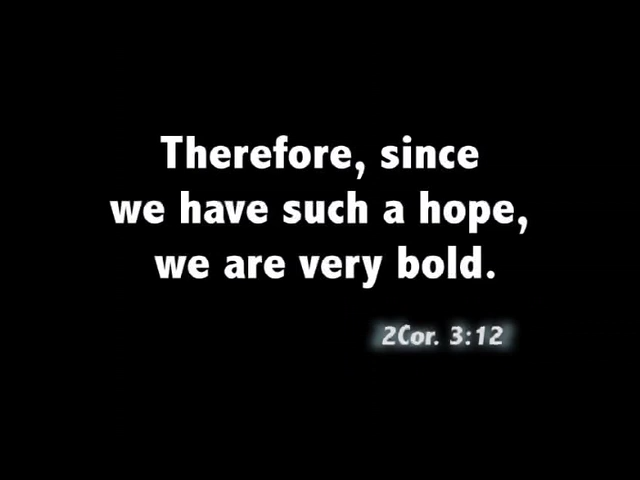 Therefore, since
we have such a hope,
we are very bold.
2Cor. 3:12